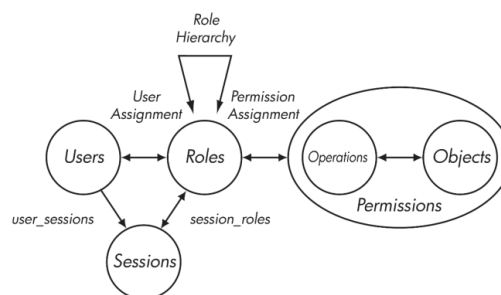 Role
Hierarchy
User
Assignment
Permission
Assignment
Users
Roles
Operations
Objects
Permissions
user_sessions
session_roles
Sessions